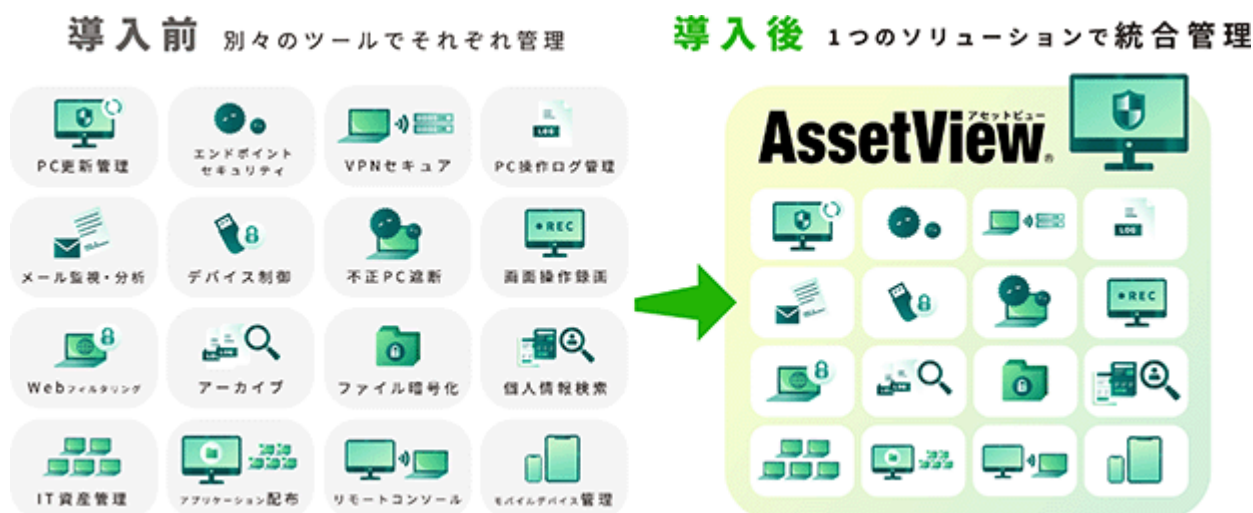 導入前 別々のツールでそれぞれ管理
PC更新管理
エンドポイント
セキュリティ
VPNセキュア
LOG
PC操作ログ管理
メール監視・分析
デバイス制御
不正PC遮断
●REC
画面操作録画
Webフィルタリング
アーカイブ
ファイル暗号化
個人情報検索
IT資産管理
アプリケーション配布
リモートコンソール
モバイルデバイス管理
導入後 1つのソリューションで統合管理
アセットビュー
AssetView®
LOG
●REC